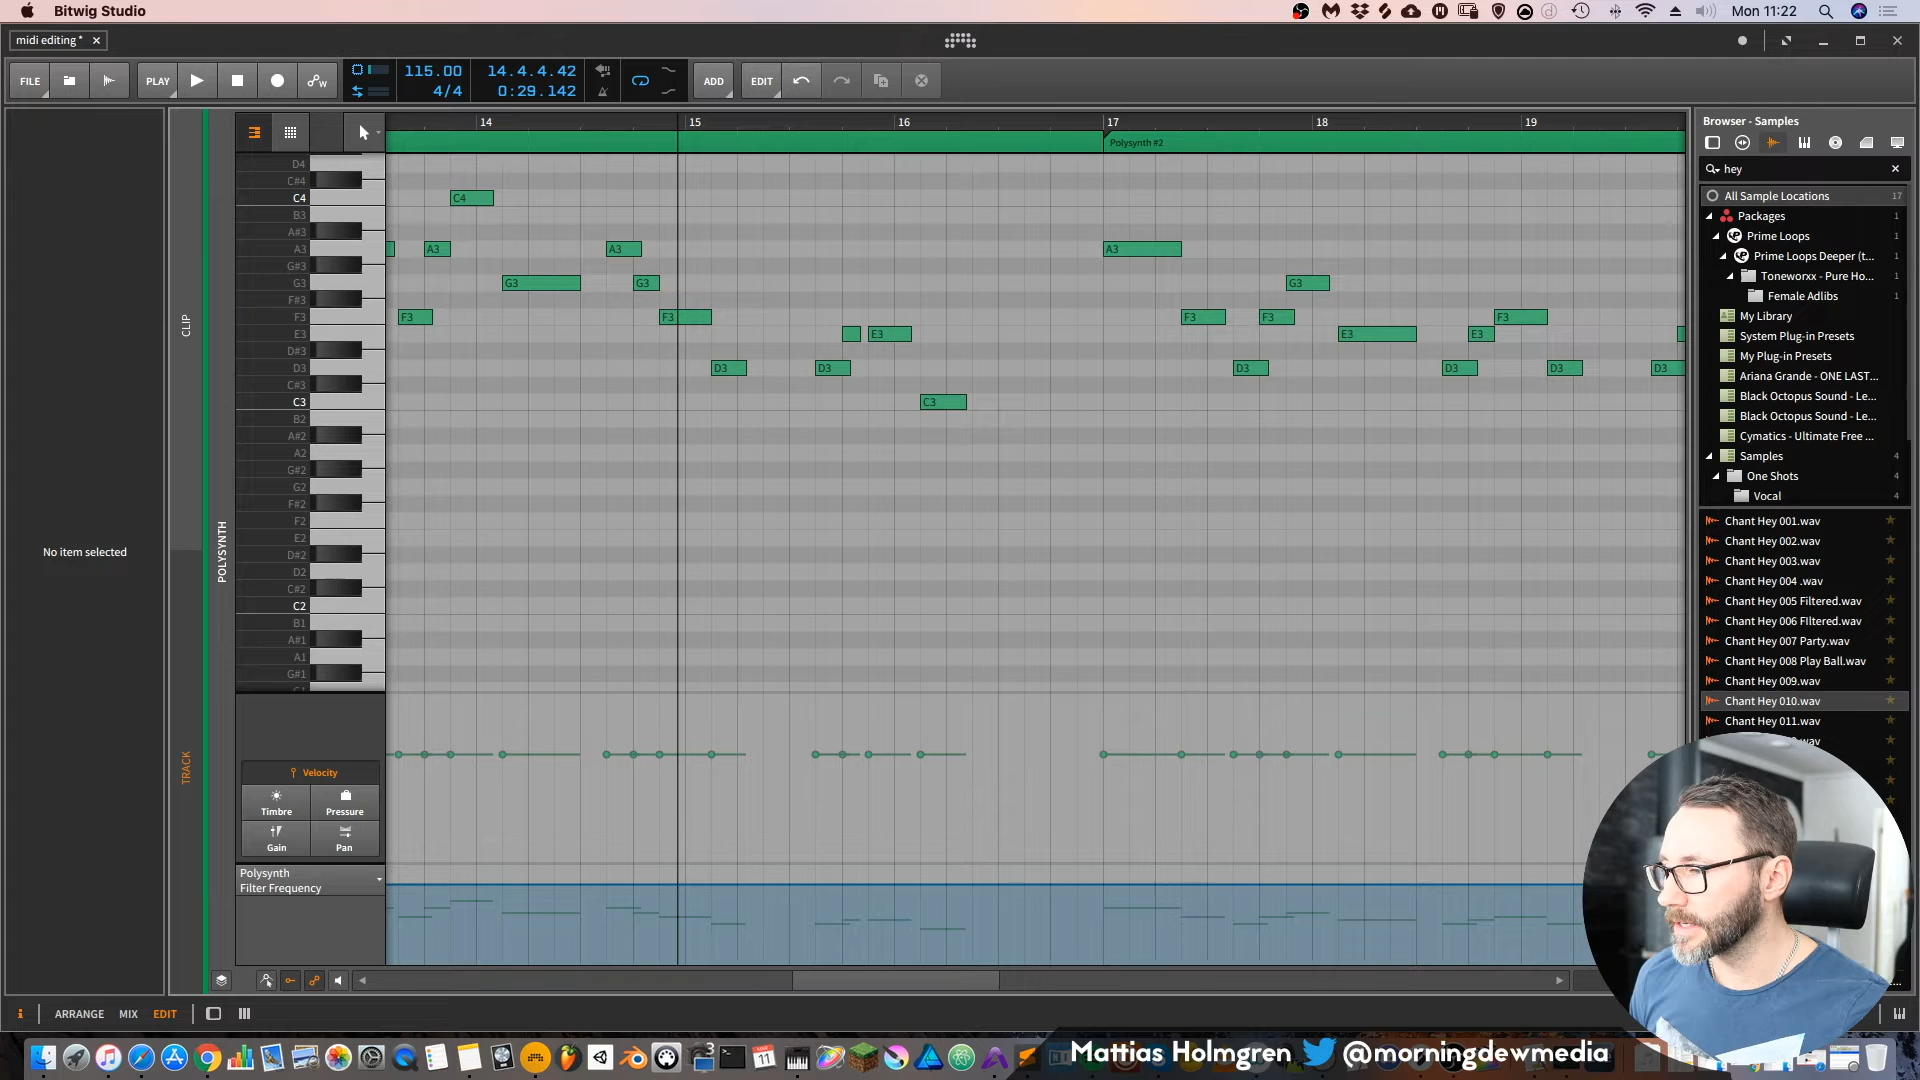 Bitwig Studio
Mon 11:22
midi editing*
FILE
PLAY
115.00
4/4
14.4.4.42
0:29.142
ADD
EDIT
CLIP
TRACK
POLYSYNTH
No item selected
14
15
16
17
18
19
Polysynth #2
D4
C#4
C4
B3
A#3
A3
G#3
G3
F#3
F3
E3
D#3
D3
C#3
C3
B2
A#2
A2
G#2
G2
F#2
F2
E2
D#2
D2
C#2
C2
B1
A#1
A1
G#1
C4
A3
A3
A3
G3
G3
G3
F3
F3
F3
F3
F3
E3
E3
E3
D3
D3
D3
D3
D3
D3
C3
Velocity
Timbre
Pressure
Gain
Pan
Polysynth
Filter Frequency
Browser - Samples
hey
All Sample Locations 17
Packages 1
Prime Loops 1
Prime Loops Deeper (t... 1
Toneworxx - Pure Ho... 1
Female Adlibs 1
My Library
System Plug-in Presets
My Plug-in Presets
Ariana Grande - ONE LAST...
Black Octopus Sound - Le...
Black Octopus Sound - Le...
Cymatics - Ultimate Free ...
Samples 4
One Shots 4
Vocal 4
Chant Hey 001.wav
Chant Hey 002.wav
Chant Hey 003.wav
Chant Hey 004 .wav
Chant Hey 005 Filtered.wav
Chant Hey 006 FIltered.wav
Chant Hey 007 Party.wav
Chant Hey 008 Play Ball.wav
Chant Hey 009.wav
Chant Hey 010.wav
Chant Hey 011.wav
ARRANGE
MIX
EDIT
Mattias Holmgren @morningdewmedia